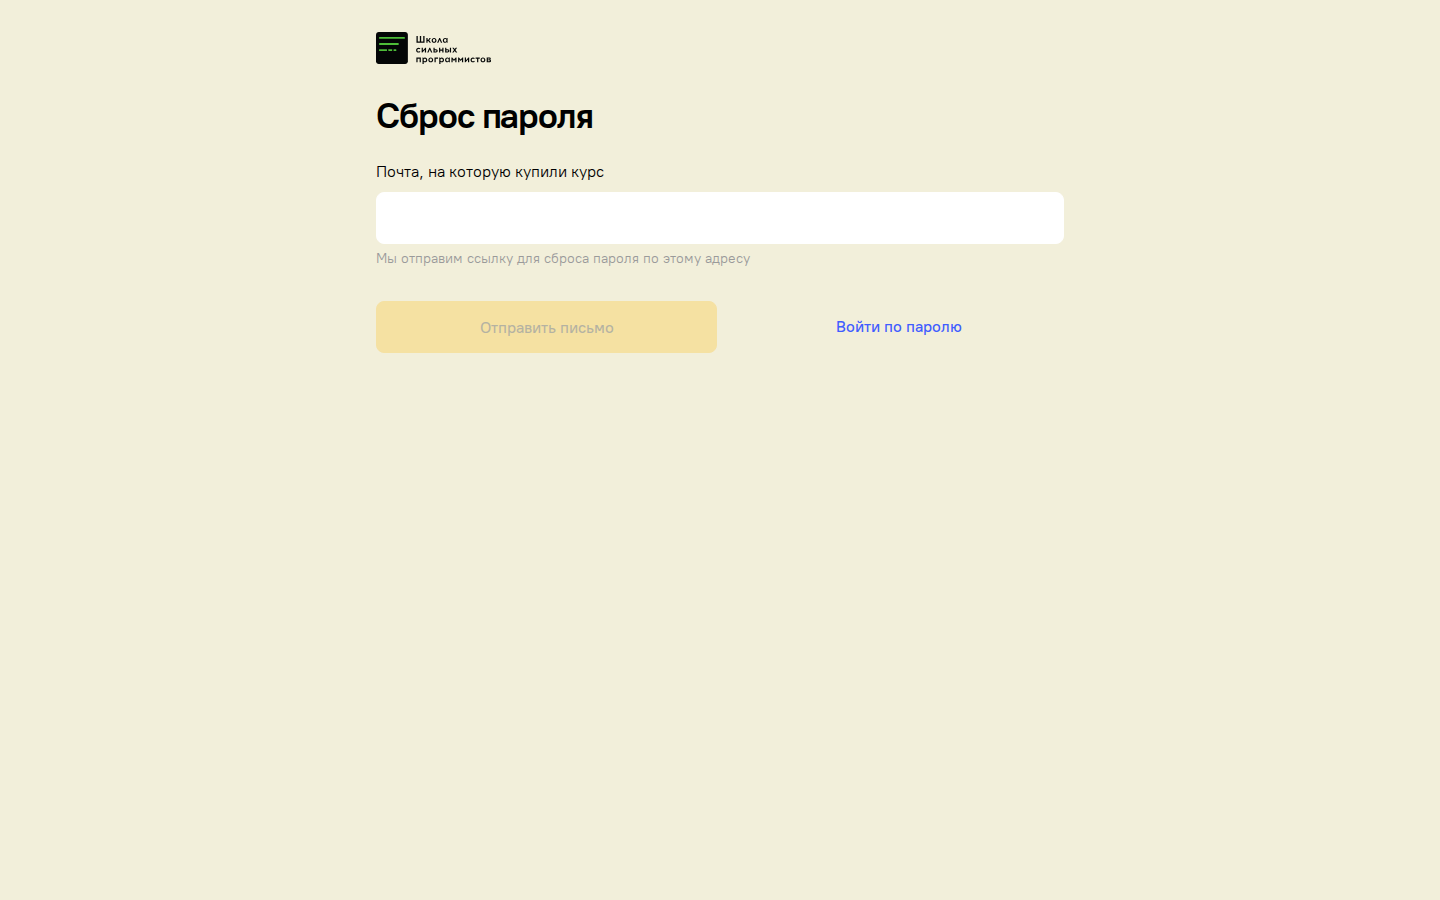 Школа
сильных
программистов
Сброс пароля
Почта, на которую купили курс
Мы отправим ссылку для сброса пароля по этому адресу
Отправить письмо
Войти по паролю